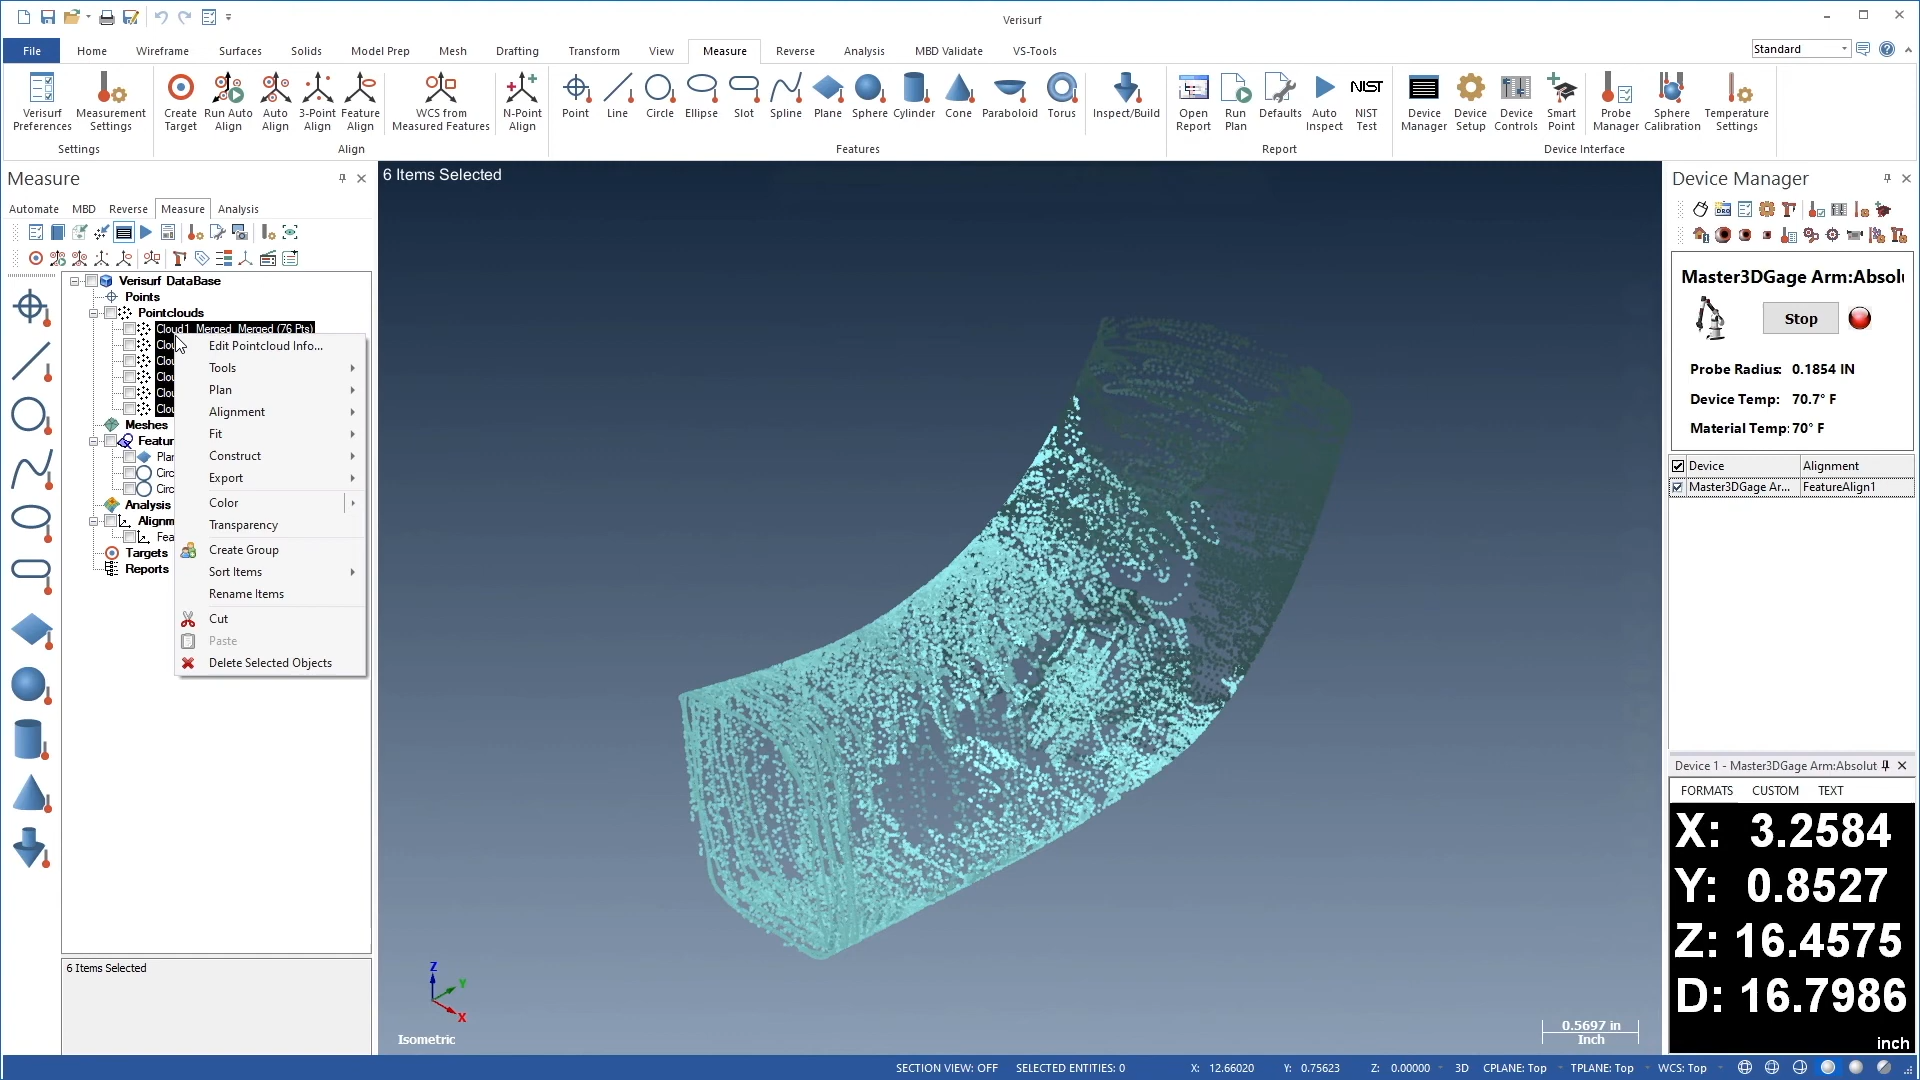 Verisurf
File Home Wireframe Surfaces Solids Model Prep Mesh Drafting Transform View Measure Reverse Analysis MBD Validate VS-Tools Standard
Verisurf Preferences
Measurement Settings
Settings
Create Target
Run Auto Align
Auto Align
3-Point Align
Feature Align
WCS from Measured Features
N-Point Align
Align
Point Line Circle Ellipse Slot Spline Plane Sphere Cylinder Cone Paraboloid Torus
Inspect/Build
Features
Open Report
Run Plan
Defaults
Auto Inspect
NIST
NIST Test
Report
Device Manager
Device Setup
Device Controls
Smart Point
Probe Manager
Sphere Calibration
Temperature Settings
Device Interface
Measure
Automate MBD Reverse Measure Analysis
Verisurf DataBase
Points
Pointclouds
Cloud1_Merged_Merged (76 Pts)
Clou
Clou
Clou
Clou
Clou
Meshes
Featur
Plan
Circ
Circ
Analysis
Alignm
Fea
Targets
Reports
Edit Pointcloud Info...
Tools
Plan
Alignment
Fit
Construct
Export
Color
Transparency
Create Group
Sort Items
Rename Items
Cut
Paste
Delete Selected Objects
6 Items Selected
6 Items Selected
Z
Y
X
Isometric
0.5697 in
Inch
Device Manager
DRO
Master3DGage Arm:Absolu
Stop
Probe Radius: 0.1854 IN
Device Temp: 70.7° F
Material Temp: 70° F
Device Alignment
Master3DGage Ar... FeatureAlign1
Device 1 - Master3DGage Arm:Absolut
FORMATS CUSTOM TEXT
X: 3.2584
Y: 0.8527
Z: 16.4575
D: 16.7986
inch
SECTION VIEW: OFF SELECTED ENTITIES: 0 X: 12.66020 Y: 0.75623 Z: 0.00000 3D CPLANE: Top TPLANE: Top WCS: Top